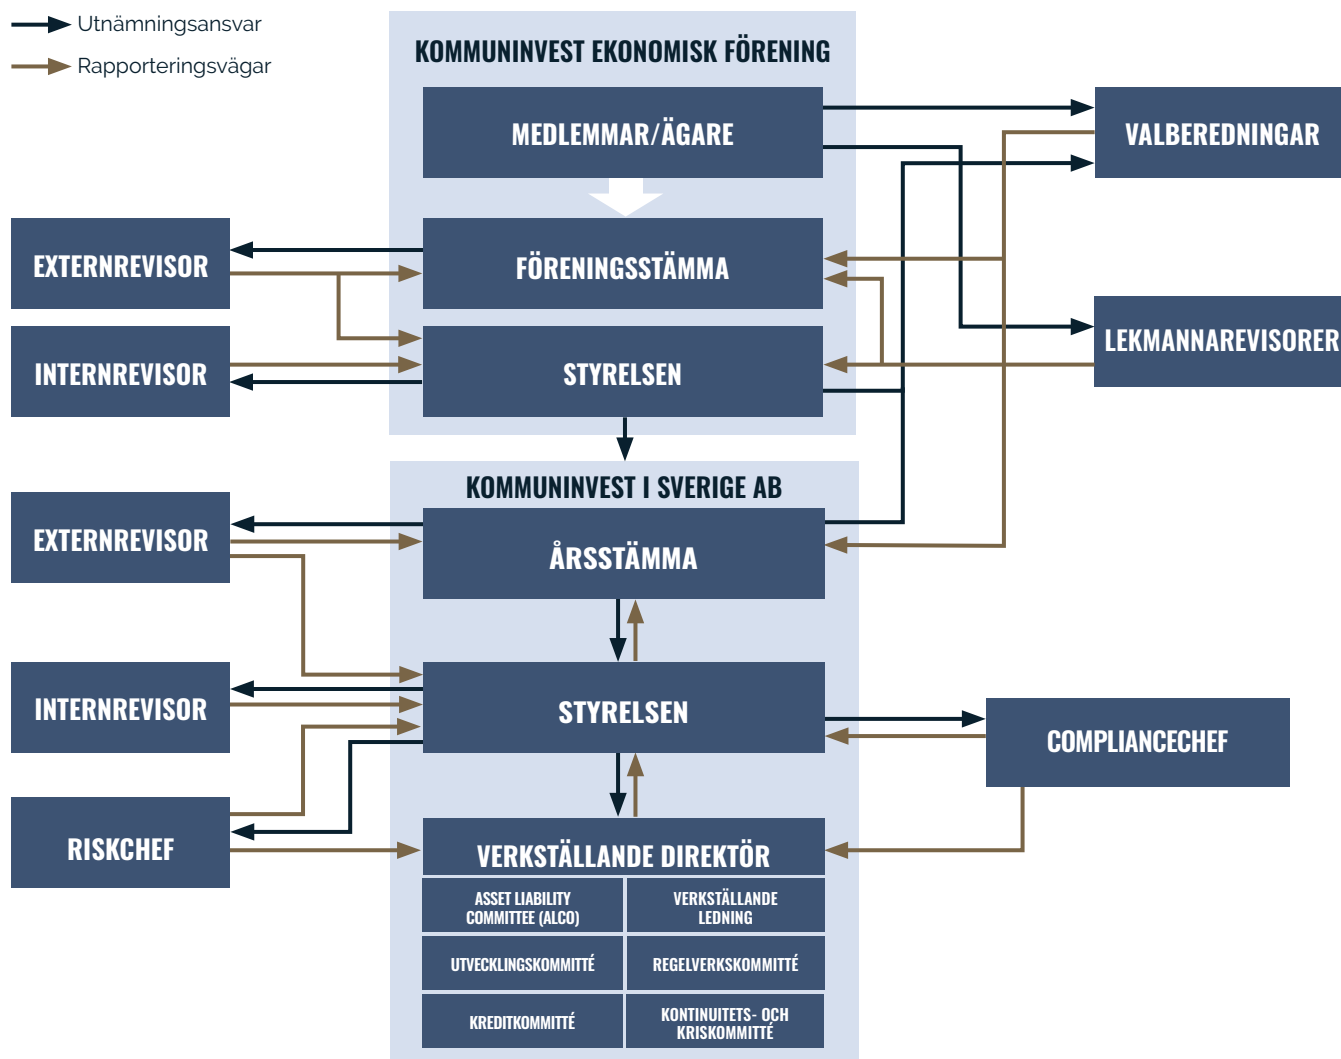 Utnämningsansvar
Rapporteringsvägar
KOMMUNINVEST EKONOMISK FÖRENING
MEDLEMMAR/ÄGARE
VALBEREDNINGAR
EXTERNREVISOR
FÖRENINGSSTÄMMA
LEKMANNAREVISORER
INTERNREVISOR
STYRELSEN
KOMMUNINVEST I SVERIGE AB
EXTERNREVISOR
ÅRSSTÄMMA
INTERNREVISOR
STYRELSEN
COMPLIANCECHEF
RISKCHEF
VERKSTÄLLANDE DIREKTÖR
ASSET LIABILITY
COMMITTEE (ALCO)
VERKSTÄLLANDE
LEDNING
UTVECKLINGSKOMMITTÉ
REGELVERKSKOMMITTÉ
KREDITKOMMITTÉ
KONTINUITETS- OCH
KRISKOMMITTÉ